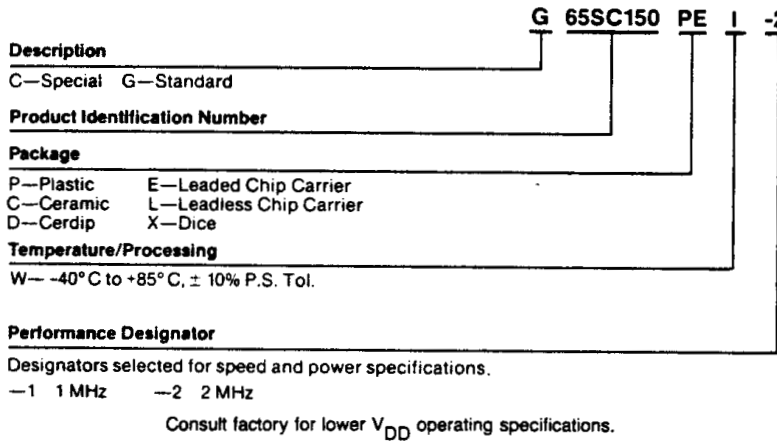 G 65SC150 PE I -2
Description
C—Special G—Standard
Product Identification Number
Package
P—Plastic E—Leaded Chip Carrier
C—Ceramic L—Leadless Chip Carrier
D—Cerdip X—Dice
Temperature/Processing
W— -40°C to +85°C, ± 10% P.S. Tol.
Performance Designator
Designators selected for speed and power specifications.
—1 1 MHz —2 2 MHz
Consult factory for lower VDD operating specifications.